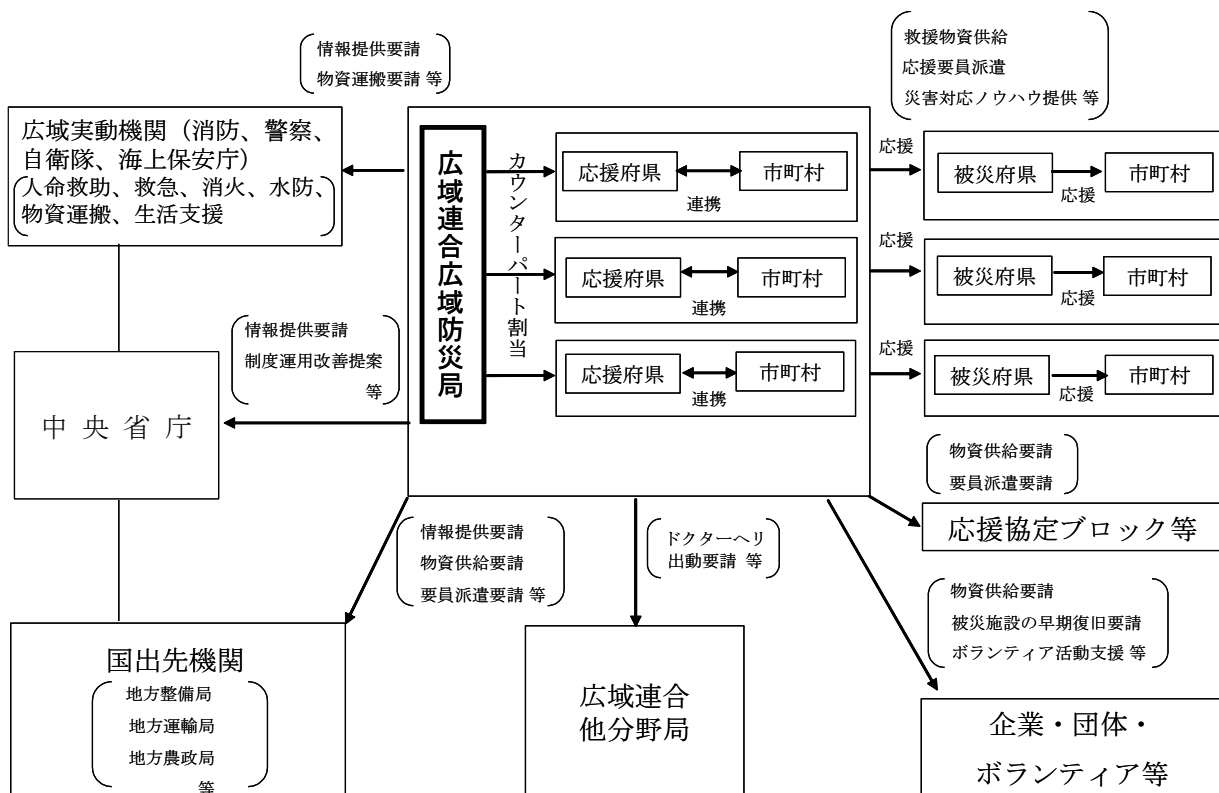 情報提供要請
物資運搬要請 等
救援物資供給
応援要員派遣
災害対応ノウハウ提供 等
広域実動機関（消防、警察、
自衛隊、海上保安庁）
人命救助、救急、消火、水防、
物資運搬、生活支援
広域連合広域防災局
カウンターパート割当
応援府県
市町村
連携
応援
被災府県
市町村
応援
応援府県
市町村
連携
応援
被災府県
市町村
応援
応援府県
市町村
連携
応援
被災府県
市町村
応援
情報提供要請
制度運用改善提案
等
中央省庁
物資供給要請
要員派遣要請
応援協定ブロック等
情報提供要請
物資供給要請
要員派遣要請 等
ドクターヘリ
出動要請 等
物資供給要請
被災施設の早期復旧要請
ボランティア活動支援 等
国出先機関
地方整備局
地方運輸局
地方農政局
等
広域連合
他分野局
企業・団体・
ボランティア等